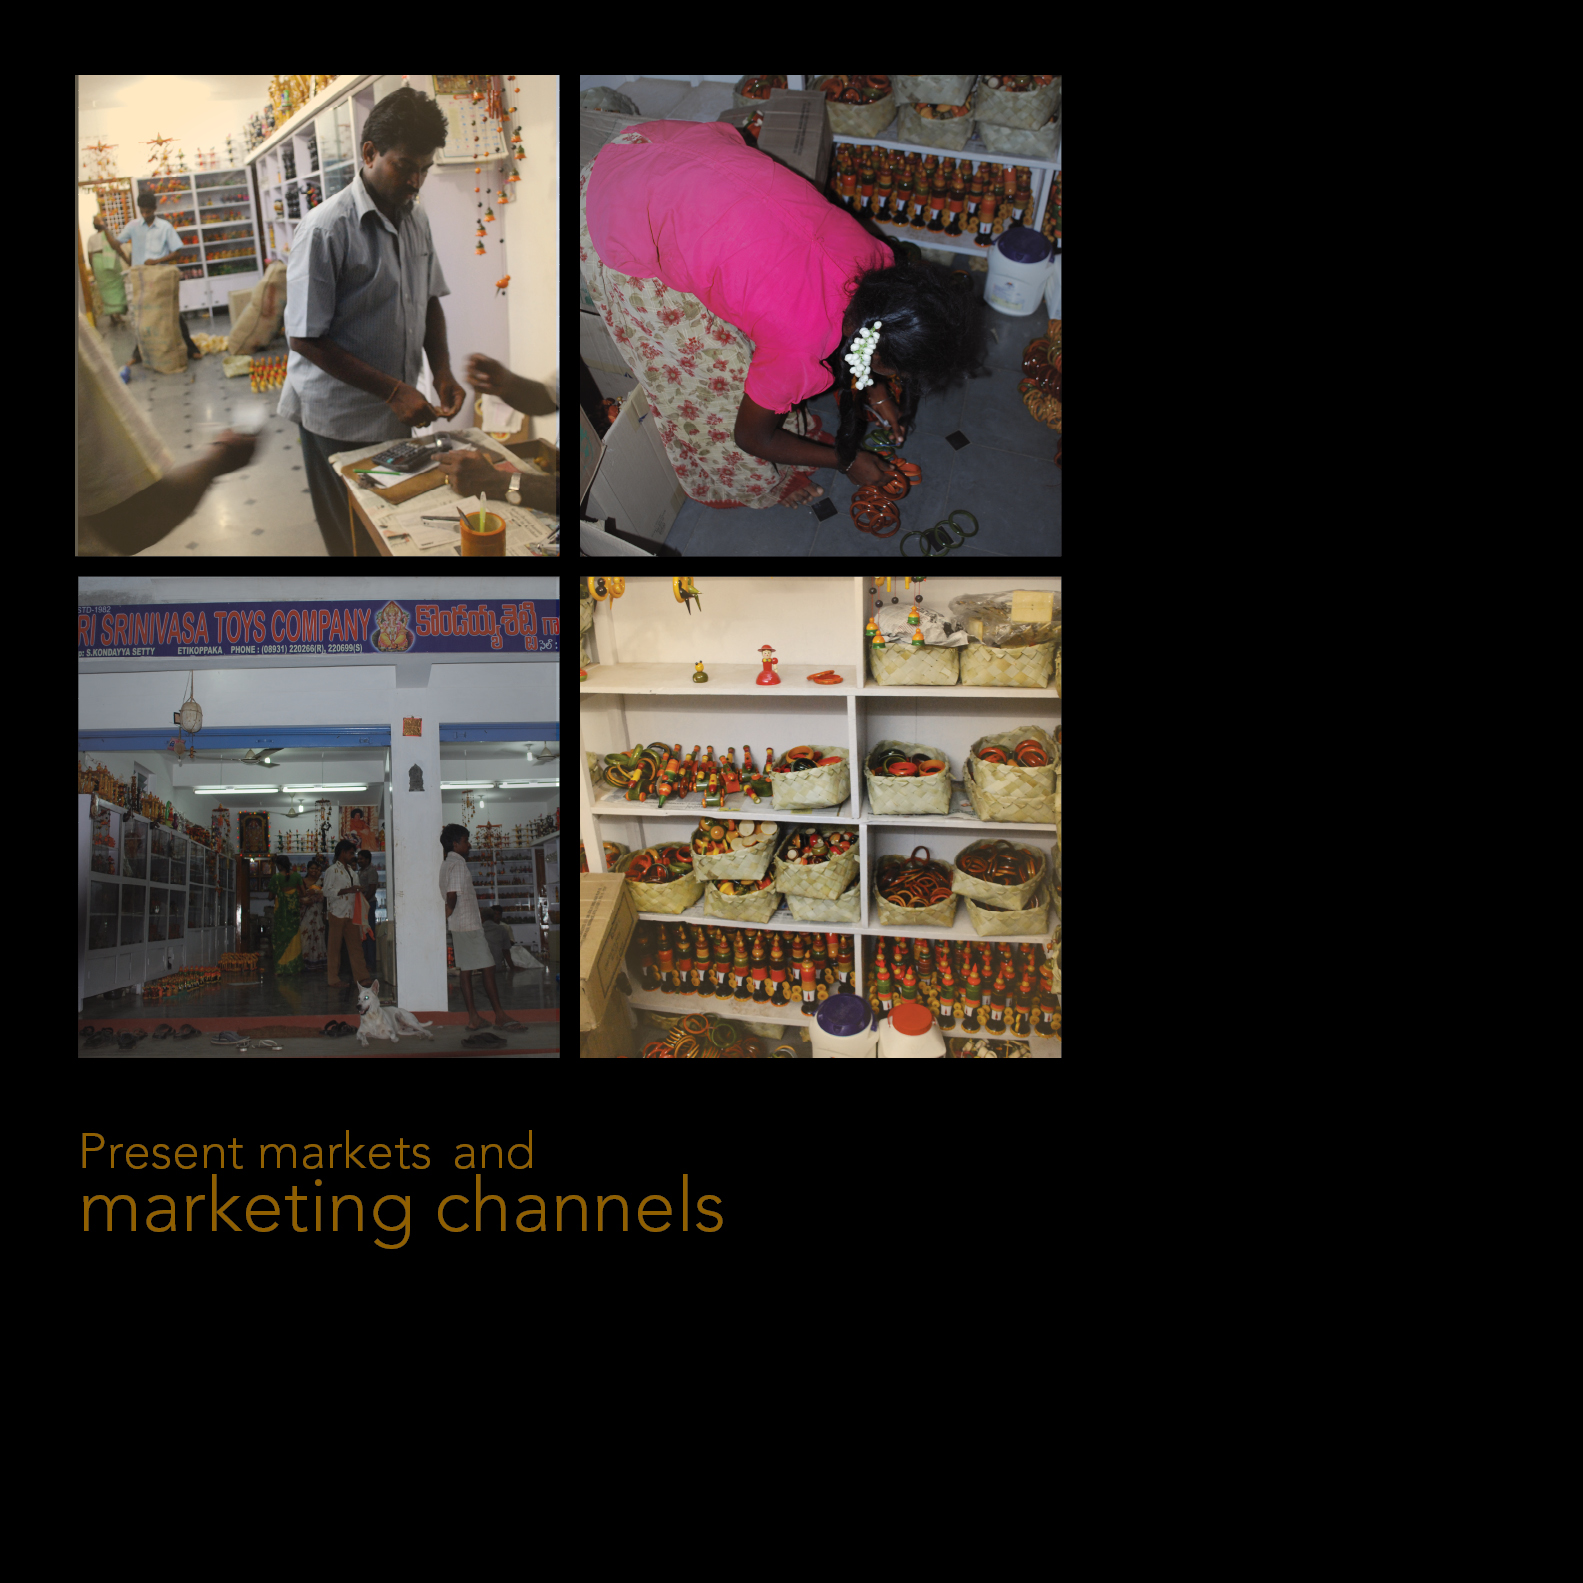 STD-1982
RI SRINIVASA TOYS COMPANY కొండయ్యశెట్టి
S.KONDAYYA SETTY ETIKOPPAKA PHONE : (08931) 220266(R), 220699(S)
సెల్ :
Present markets and
marketing channels